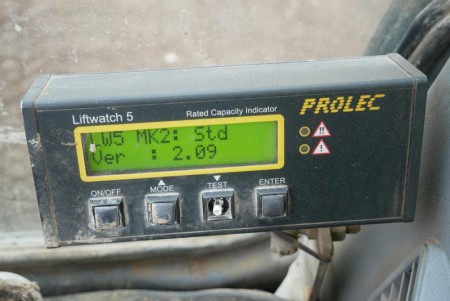 Liftwatch 5
Rated Capacity Indicator
PROLEC
LW5 MK2: Std
Ver : 2.09
ON/OFF
MODE
TEST
ENTER